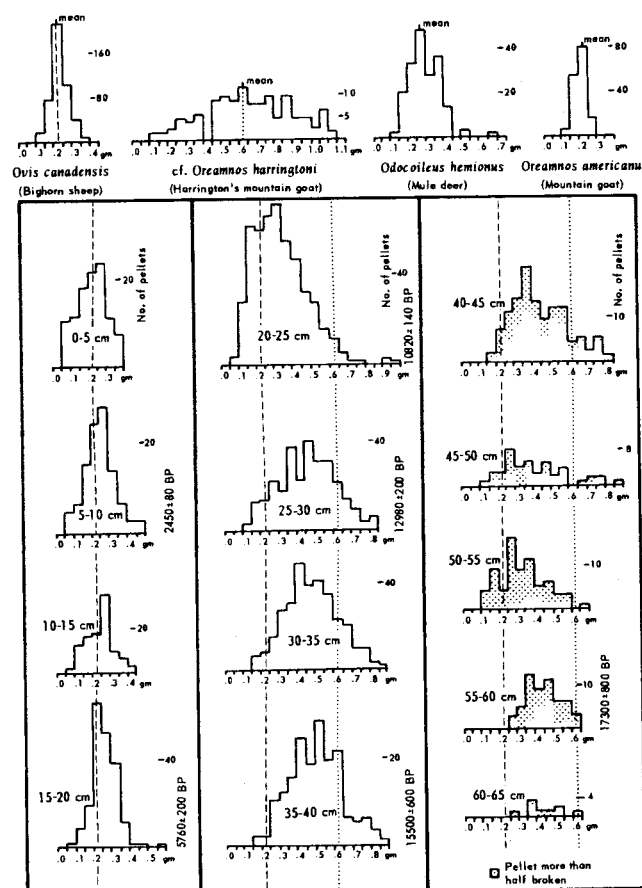 mean
-160
-80
.0 .1 .2 .3 .4 gm
Ovis canadensis
(Bighorn sheep)
mean
-10
-5
.0 .1 .2 .3 .4 .5 .6 .7 .8 .9 1.0 1.1 gm
cf. Oreamnos harringtoni
(Harrington's mountain goat)
mean
-40
-20
.0 .1 .2 .3 .4 .5 .6 .7 gm
Odocoileus hemionus
(Mule deer)
mean
-80
-40
.0 .1 .2 .3 gm
Oreamnos americanu
(Mountain goat)
-20
No. of pellets
0-5 cm
.0 .1 .2 .3 gm
-20
5-10 cm
.0 .1 .2 .3 .4 gm
2450±80 BP
10-15 cm
-20
.0 .1 .2 .3 .4 gm
-40
15-20 cm
.0 .1 .2 .3 .4 .5 gm
5760±200 BP
No. of pellets
-40
20-25 cm
.0 .1 .2 .3 .4 .5 .6 .7 .8 .9 gm
10820±140 BP
-40
25-30 cm
.0 .1 .2 .3 .4 .5 .6 .7 .8 gm
12980±200 BP
-40
30-35 cm
.0 .1 .2 .3 .4 .5 .6 .7 .8 gm
-20
35-40 cm
.0 .1 .2 .3 .4 .5 .6 .7 .8 gm
15500±600 BP
No. of pellets
40-45 cm
-10
.0 .1 .2 .3 .4 .5 .6 .7 .8 gm
45-50 cm
-8
.0 .1 .2 .3 .4 .5 .6 .7 .8 gm
50-55 cm
-10
.0 .1 .2 .3 .4 .5 .6 gm
55-60 cm
-10
.0 .1 .2 .3 .4 .5 .6 gm
17300±800 BP
60-65 cm
-4
.0 .1 .2 .3 .4 .5 .6 gm
Pellet more than
half broken